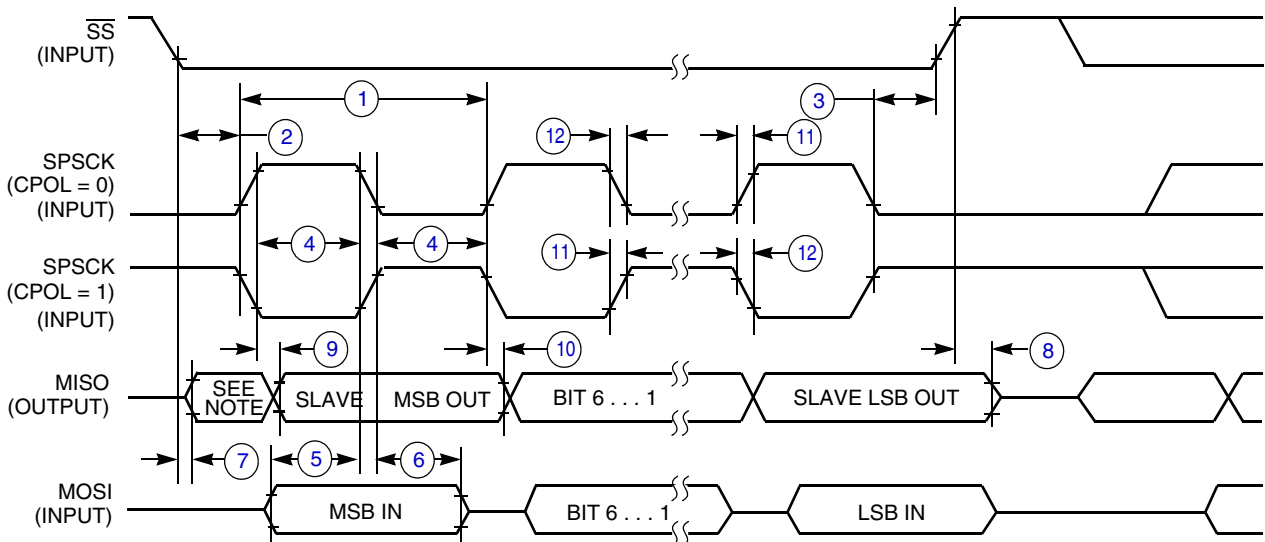 SS
(INPUT)
1
3
2
12
11
SPSCK
(CPOL = 0)
(INPUT)
4
4
SPSCK
(CPOL = 1)
(INPUT)
11
12
9
10
8
MISO
(OUTPUT)
SEE
NOTE
SLAVE
MSB OUT
BIT 6 . . . 1
SLAVE LSB OUT
7
5
6
MOSI
(INPUT)
MSB IN
BIT 6 . . . 1
LSB IN